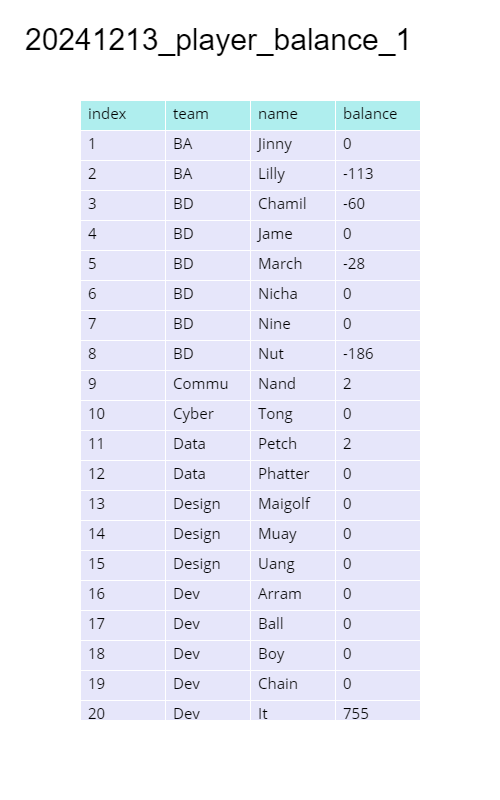 20241213_player_balance_1
index team name balance
1 BA Jinny 0
2 BA Lilly -113
3 BD Chamil -60
4 BD Jame 0
5 BD March -28
6 BD Nicha 0
7 BD Nine 0
8 BD Nut -186
9 Commu Nand 2
10 Cyber Tong 0
11 Data Petch 2
12 Data Phatter 0
13 Design Maigolf 0
14 Design Muay 0
15 Design Uang 0
16 Dev Arram 0
17 Dev Ball 0
18 Dev Boy 0
19 Dev Chain 0
20 Dev It 755